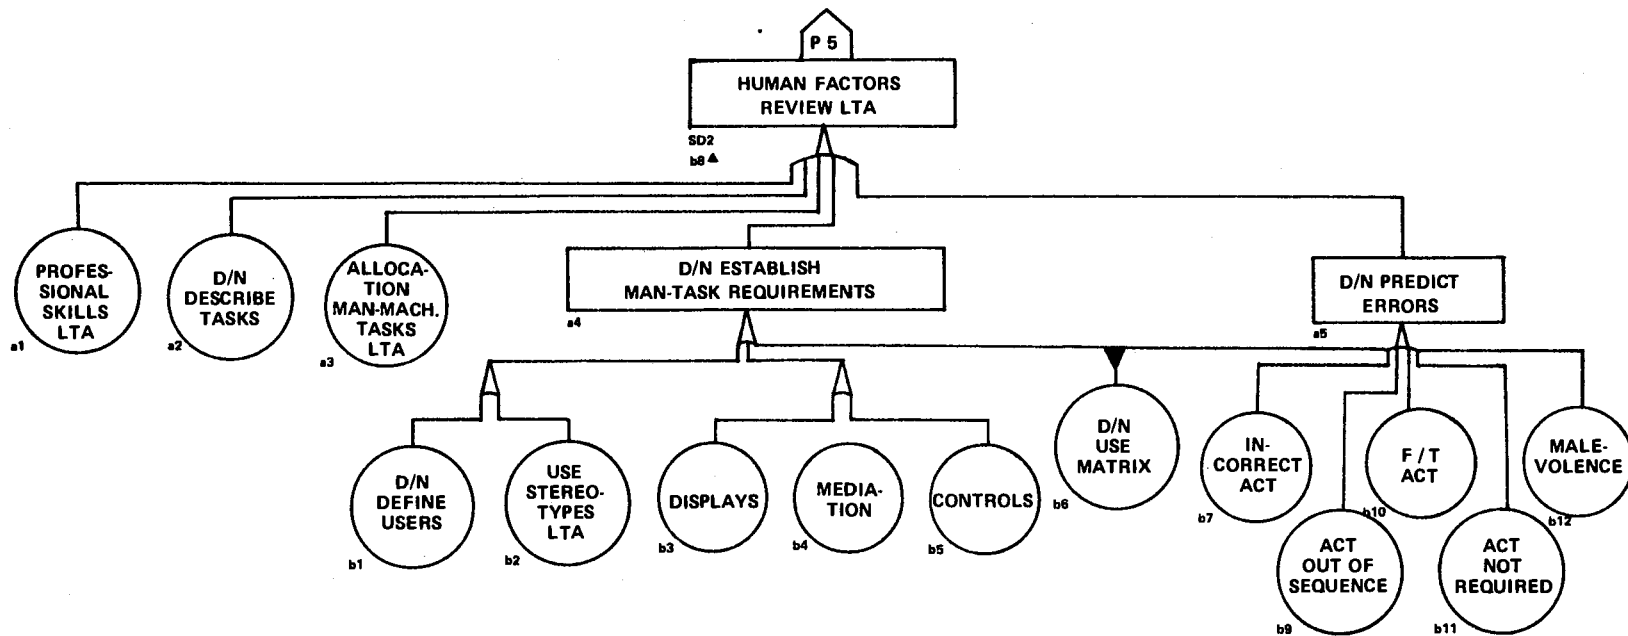 P 5
HUMAN FACTORS
REVIEW LTA
SD2
b8▲
PROFES-
SIONAL
SKILLS
LTA
a1
D/N
DESCRIBE
TASKS
a2
ALLOCA-
TION
MAN-MACH.
TASKS
LTA
a3
D/N ESTABLISH
MAN-TASK REQUIREMENTS
a4
D/N PREDICT
ERRORS
a5
D/N
DEFINE
USERS
b1
USE
STEREO-
TYPES
LTA
b2
DISPLAYS
b3
MEDIA-
TION
b4
CONTROLS
b5
D/N
USE
MATRIX
b6
IN-
CORRECT
ACT
b7
ACT
OUT OF
SEQUENCE
b9
F / T
ACT
b10
ACT
NOT
REQUIRED
b11
MALE-
VOLENCE
b12